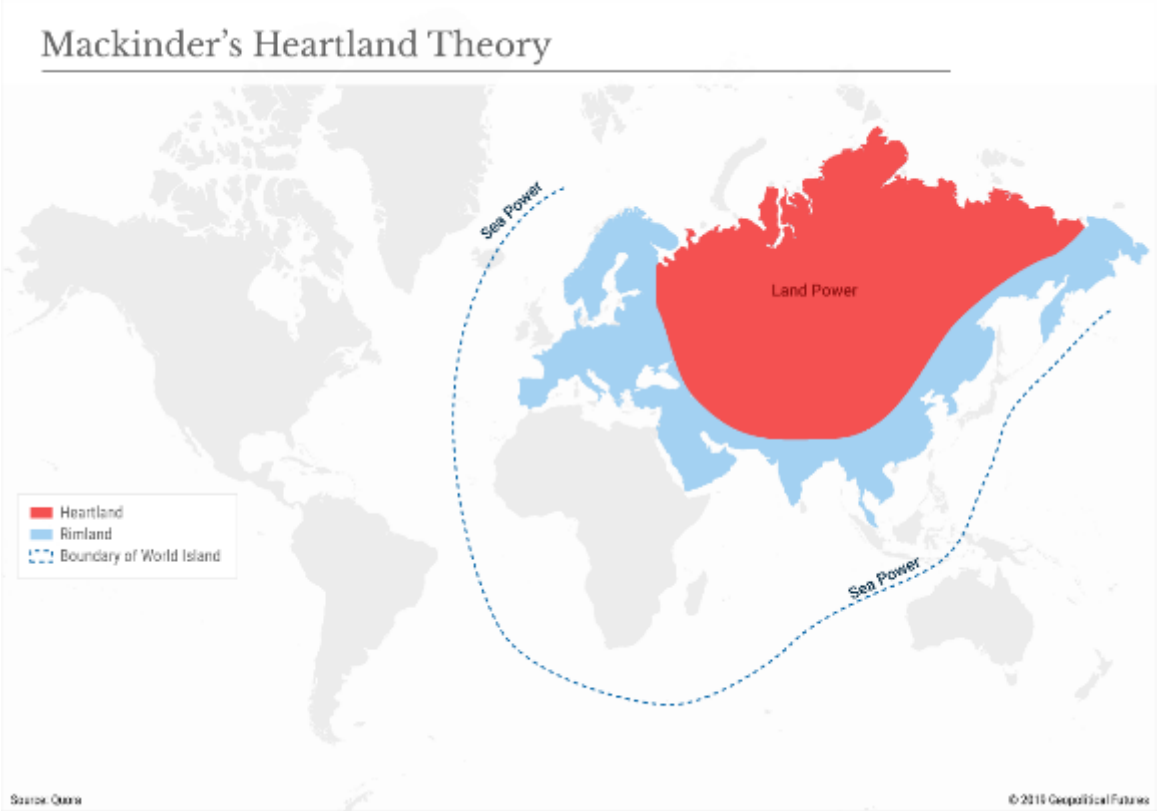 Mackinder's Heartland Theory
Sea Power
Land Power
Heartland
Rimland
Boundary of World Island
Sea Power
Source: Quora
© 2019 Geopolitical Futures